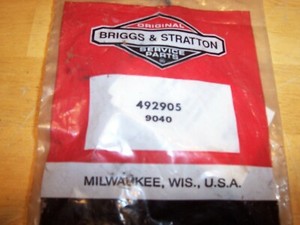 ORIGINAL
BRIGGS & STRATTON
SERVICE PARTS
492905
9040
MILWAUKEE, WIS., U.S.A.